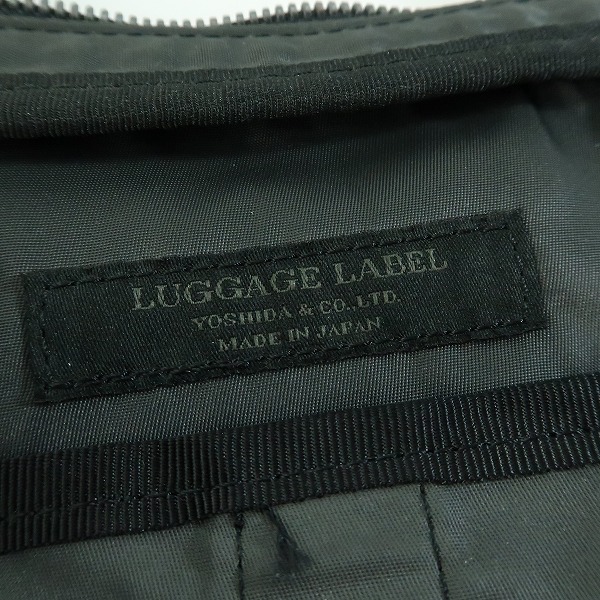 LUGGAGE LABEL
YOSHIDA & CO.,LTD.
MADE IN JAPAN